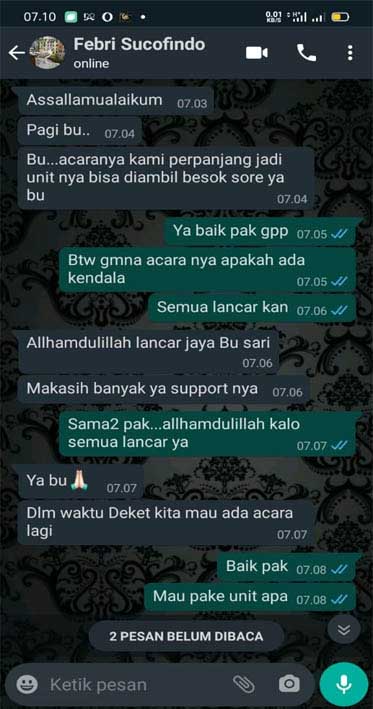 07.10
0.01
KB/S
Febri Sucofindo
online
Assallamualaikum 07.03
Pagi bu.. 07.04
Bu...acaranya kami perpanjang jadi
unit nya bisa diambil besok sore ya
bu
07.04
Ya baik pak gpp 07.05
Btw gmna acara nya apakah ada
kendala 07.05
Semua lancar kan 07.06
Allhamdulillah lancar jaya Bu sari
07.06
Makasih banyak ya support nya 07.06
Sama2 pak...allhamdulillah kalo
semua lancar ya 07.07
Ya bu🙏🏻 07.07
Dlm waktu Deket kita mau ada acara
lagi 07.07
Baik pak 07.08
Mau pake unit apa 07.08
2 PESAN BELUM DIBACA
Ketik pesan